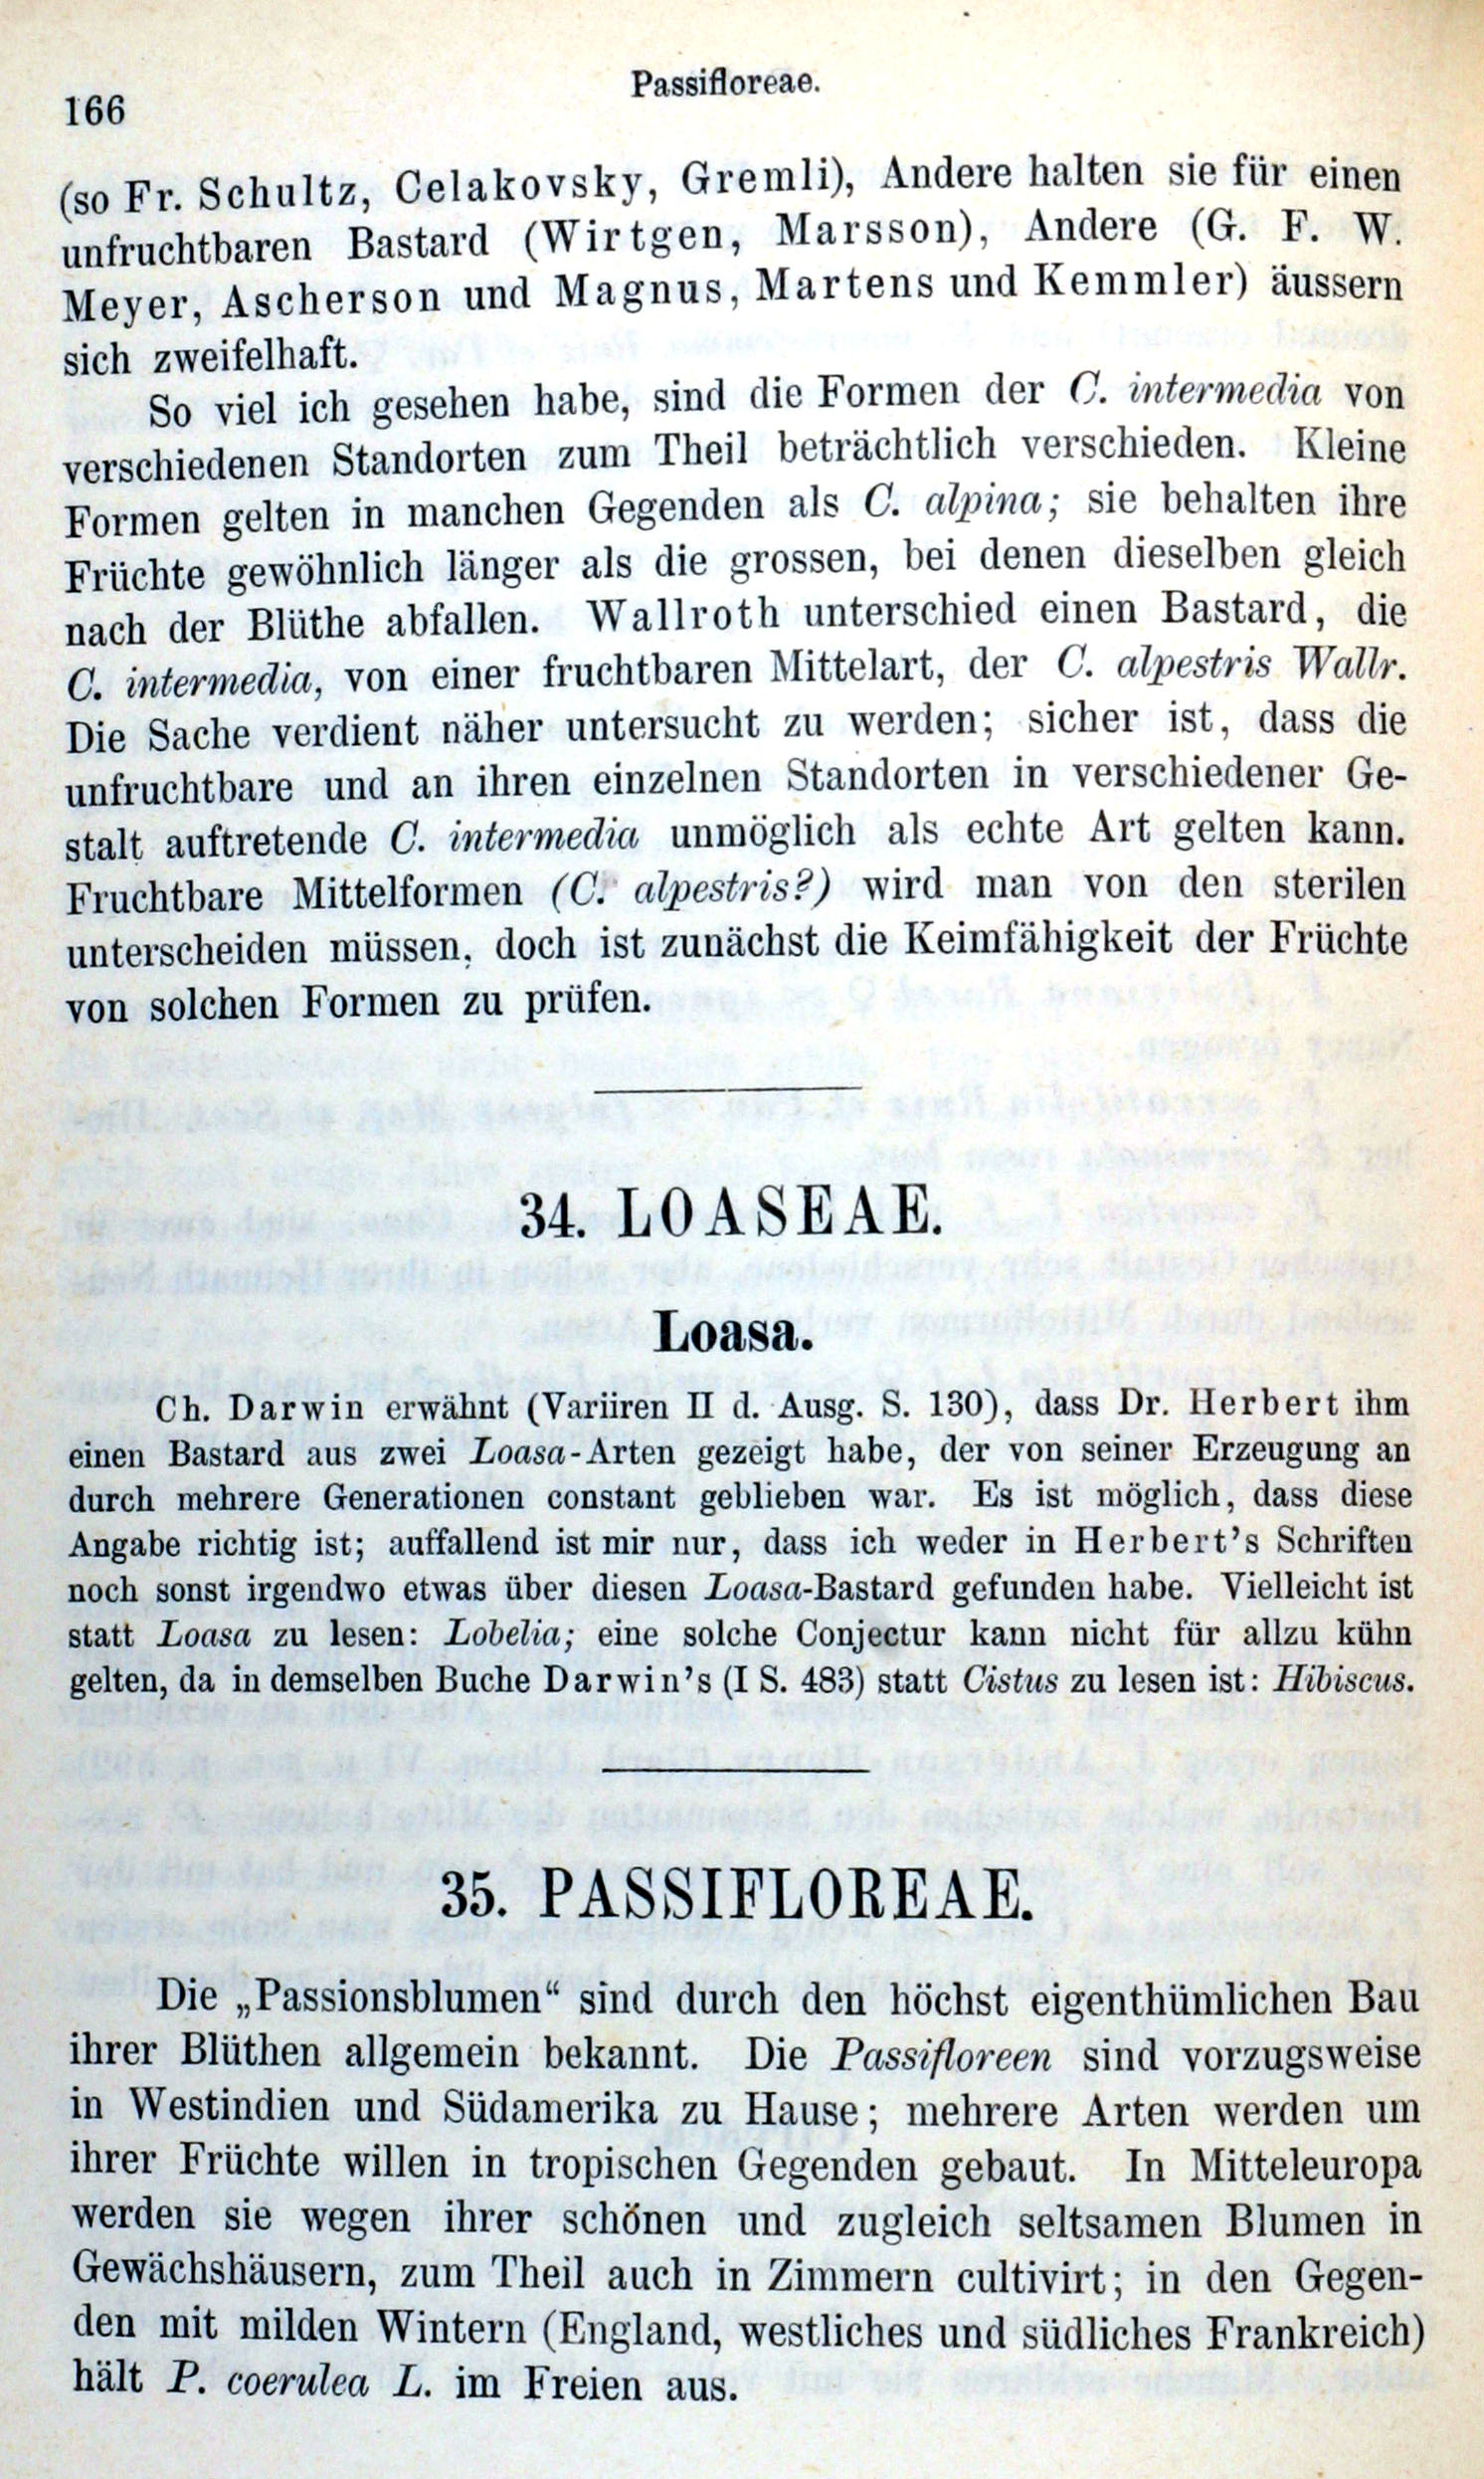 Passifloreae.
166
(so Fr. Schultz, Celakovsky, Gremli), Andere halten sie für einen
unfruchtbaren Bastard (Wirtgen, Marsson), Andere (G. F. W.
Meyer, Ascherson und Magnus, Martens und Kemmler) äussern
sich zweifelhaft.
So viel ich gesehen habe, sind die Formen der C. intermedia von
verschiedenen Standorten zum Theil beträchtlich verschieden. Kleine
Formen gelten in manchen Gegenden als C. alpina; sie behalten ihre
Früchte gewöhnlich länger als die grossen, bei denen dieselben gleich
nach der Blüthe abfallen. Wallroth unterschied einen Bastard, die
C. intermedia, von einer fruchtbaren Mittelart, der C. alpestris Wallr.
Die Sache verdient näher untersucht zu werden; sicher ist, dass die
unfruchtbare und an ihren einzelnen Standorten in verschiedener Ge-
stalt auftretende C. intermedia unmöglich als echte Art gelten kann.
Fruchtbare Mittelformen (C. alpestris?) wird man von den sterilen
unterscheiden müssen, doch ist zunächst die Keimfähigkeit der Früchte
von solchen Formen zu prüfen.
34. LOASEAE.
Loasa.
Ch. Darwin erwähnt (Variiren II d. Ausg. S. 130), dass Dr. Herbert ihm
einen Bastard aus zwei Loasa-Arten gezeigt habe, der von seiner Erzeugung an
durch mehrere Generationen constant geblieben war. Es ist möglich, dass diese
Angabe richtig ist; auffallend ist mir nur, dass ich weder in Herbert's Schriften
noch sonst irgendwo etwas über diesen Loasa-Bastard gefunden habe. Vielleicht ist
statt Loasa zu lesen: Lobelia; eine solche Conjectur kann nicht für allzu kühn
gelten, da in demselben Buche Darwin's (I S. 483) statt Cistus zu lesen ist: Hibiscus.
35. PASSIFLOREAE.
Die „Passionsblumen“ sind durch den höchst eigenthümlichen Bau
ihrer Blüthen allgemein bekannt. Die Passifloreen sind vorzugsweise
in Westindien und Südamerika zu Hause; mehrere Arten werden um
ihrer Früchte willen in tropischen Gegenden gebaut. In Mitteleuropa
werden sie wegen ihrer schönen und zugleich seltsamen Blumen in
Gewächshäusern, zum Theil auch in Zimmern cultivirt; in den Gegen-
den mit milden Wintern (England, westliches und südliches Frankreich)
hält P. coerulea L. im Freien aus.